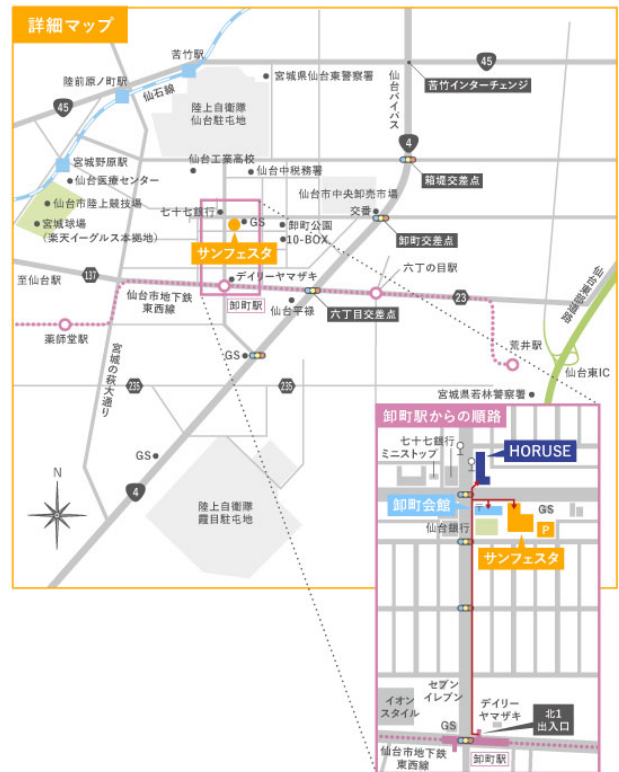 詳細マップ
苦竹駅
陸前原ノ町駅
仙石線
45
宮城県仙台東警察署
陸上自衛隊
仙台駐屯地
仙台バイパス
45
苦竹インターチェンジ
4
箱堤交差点
宮城野原駅
仙台医療センター
仙台工業高校
仙台中税務署
仙台市中央卸売市場
交番
卸町交差点
仙台市陸上競技場
宮城球場
(楽天イーグルス本拠地)
七十七銀行
GS
卸町公園
10-BOX
サンフェスタ
デイリーヤマザキ
六丁の目駅
至仙台駅
137
仙台市地下鉄
東西線
卸町駅
仙台平禄
六丁目交差点
23
仙台東部道路
薬師堂駅
宮城の萩大通り
GS
荒井駅
仙台東IC
235
235
宮城県若林警察署
GS
N
4
陸上自衛隊
霞目駐屯地
卸町駅からの順路
七十七銀行
ミニストップ
HORUSE
卸町会館
GS
仙台銀行
P
サンフェスタ
セブン
イレブン
イオン
スタイル
デイリー
ヤマザキ
北1
出入口
GS
仙台市地下鉄
東西線
卸町駅